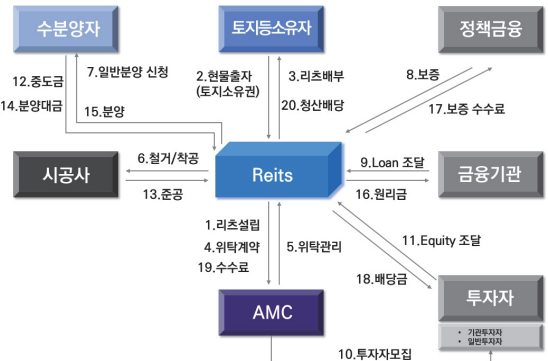 수분양자
토지등소유자
정책금융
12.중도금
14.분양대금
7.일반분양 신청
15.분양
2.현물출자
(토지소유권)
3.리츠배부
20.청산배당
8.보증
17.보증 수수료
시공사
6.철거/착공
13.준공
Reits
9.Loan 조달
16.원리금
금융기관
1.리츠설립
4.위탁계약
19.수수료
5.위탁관리
11.Equity 조달
18.배당금
AMC
투자자
• 기관투자자
• 일반투자자
10.투자자모집